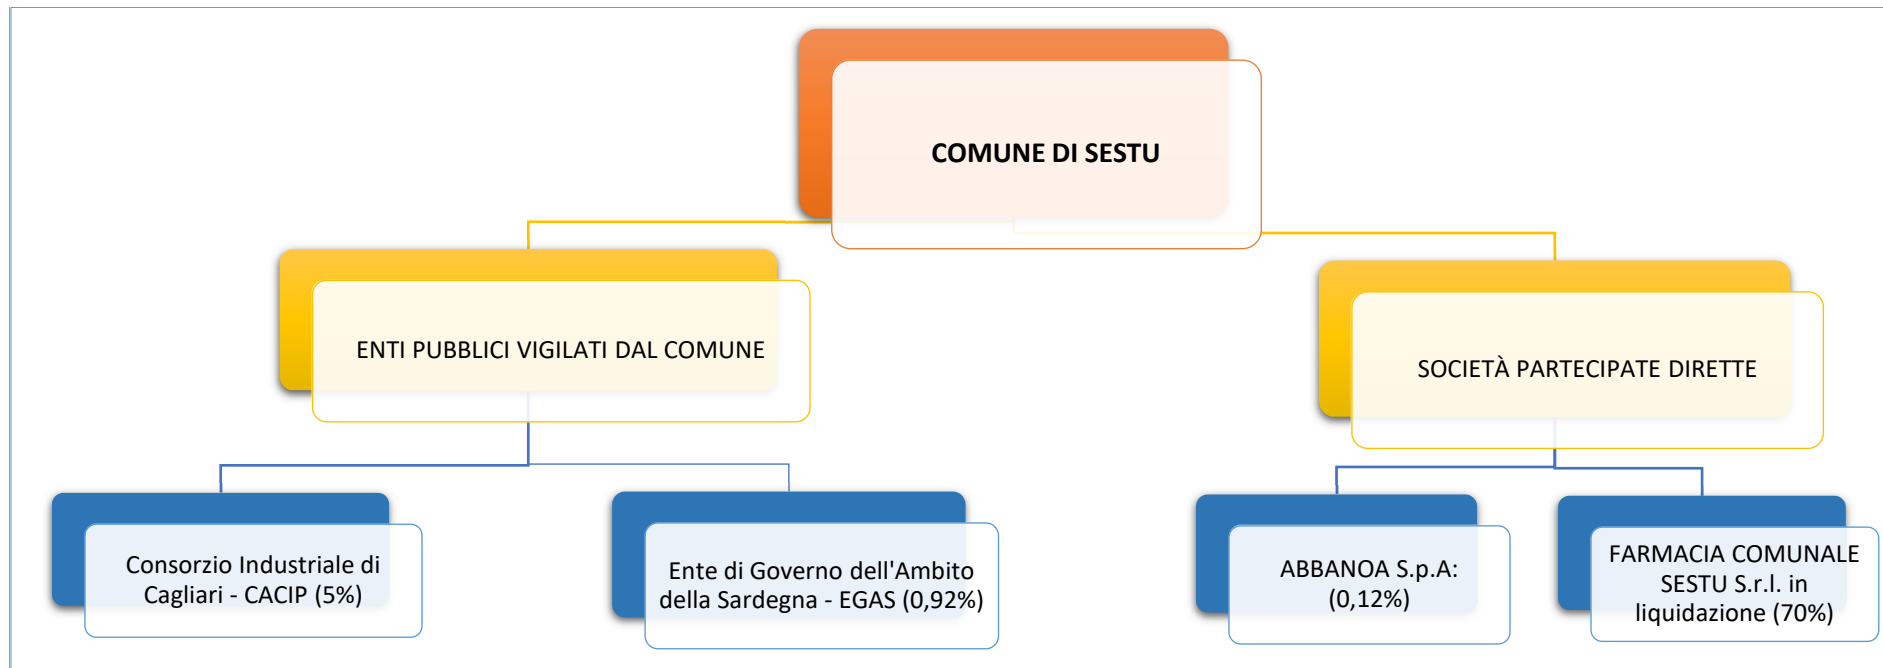 COMUNE DI SESTU
ENTI PUBBLICI VIGILATI DAL COMUNE
SOCIETÀ PARTECIPATE DIRETTE
Consorzio Industriale di
Cagliari - CACIP (5%)
Ente di Governo dell'Ambito
della Sardegna - EGAS (0,92%)
ABBANOA S.p.A:
(0,12%)
FARMACIA COMUNALE
SESTU S.r.l. in
liquidazione (70%)